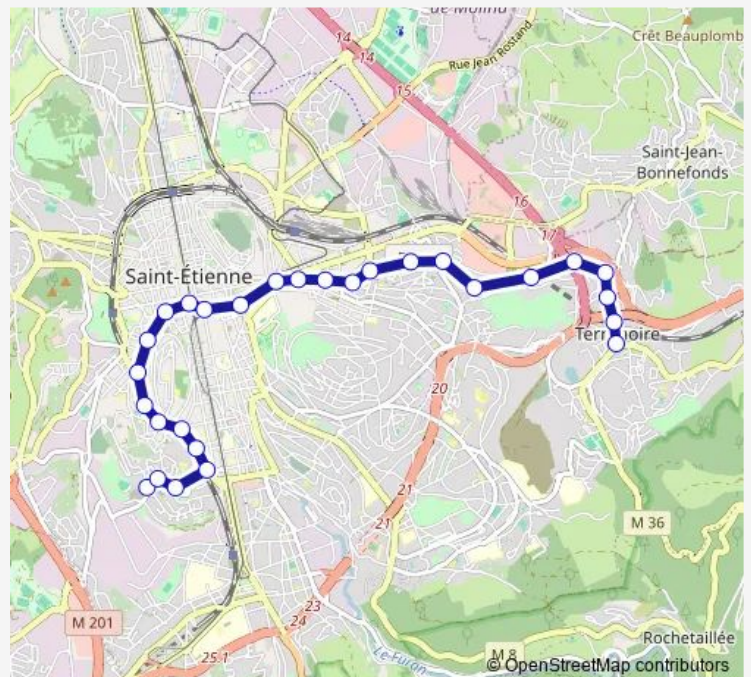 de Molina
Crêt Beauplomb
14
14
Rue Jean Rostand
15
Saint-Jean-
Bonnefonds
16
17
Saint-Étienne
Terrenoire
20
21
21
M 36
23
M 201
24
Rochetaillée
25.1
Le Furan
M 8
© OpenStreetMap contributors